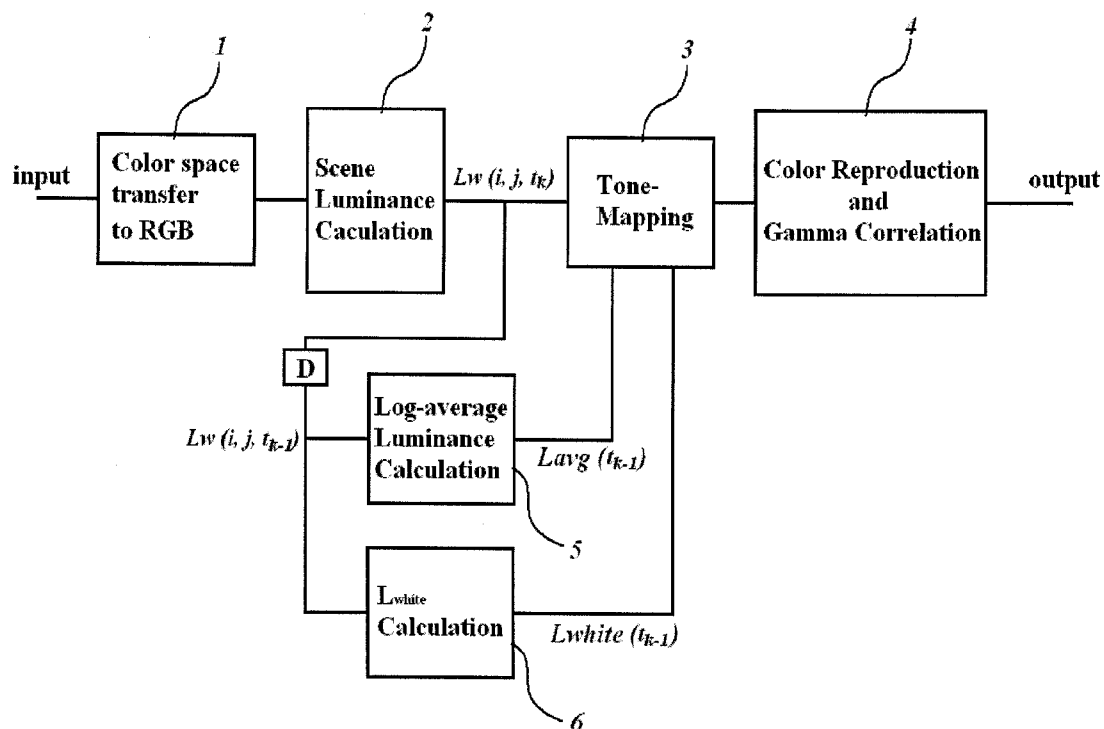 1
2
3
4
input
Color space
transfer
to RGB
Scene
Luminance
Caculation
Lw (i, j, tk)
Tone-
Mapping
Color Reproduction
and
Gamma Correlation
output
D
Lw (i, j, tk-1)
Log-average
Luminance
Calculation
Lavg (tk-1)
5
Lwhite
Calculation
Lwhite (tk-1)
6